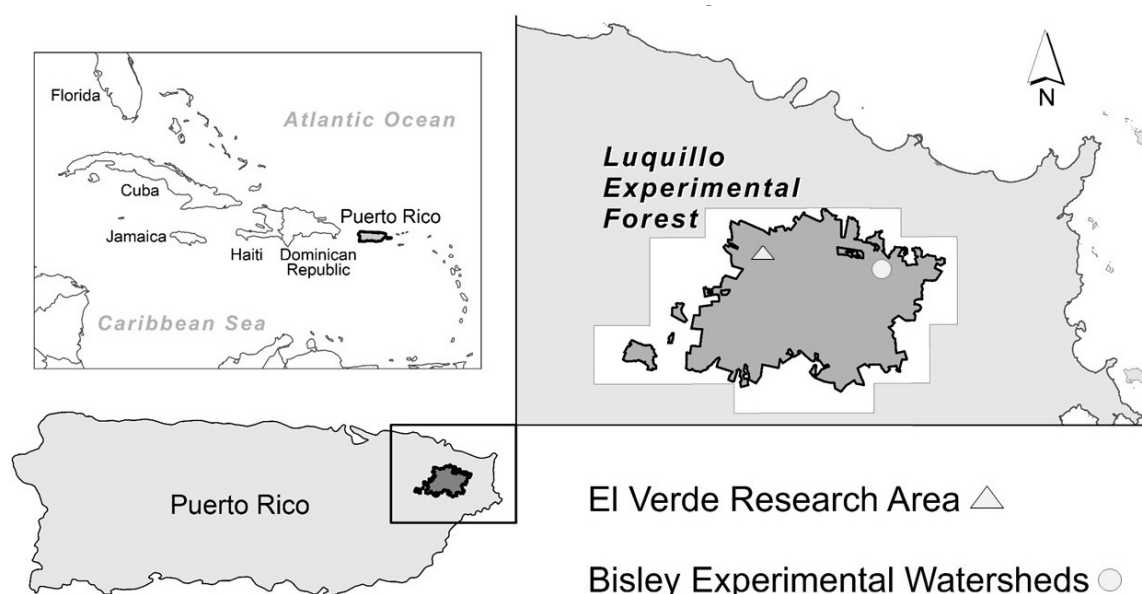 Florida
Atlantic Ocean
Cuba
Puerto Rico
Jamaica
Haiti
Dominican
Republic
Caribbean Sea
N
Luquillo
Experimental
Forest
Puerto Rico
El Verde Research Area
Bisley Experimental Watersheds